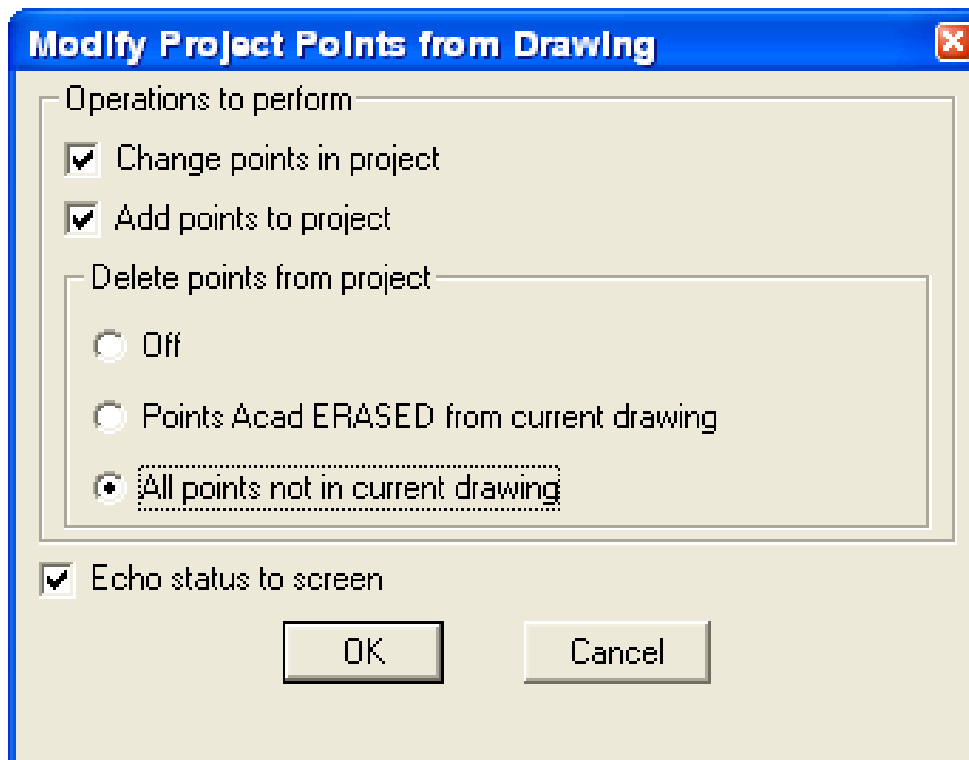 Modify Project Points from Drawing
Operations to perform
Change points in project
Add points to project
Delete points from project
Off
Points Acad ERASED from current drawing
All points not in current drawing
Echo status to screen
OK
Cancel